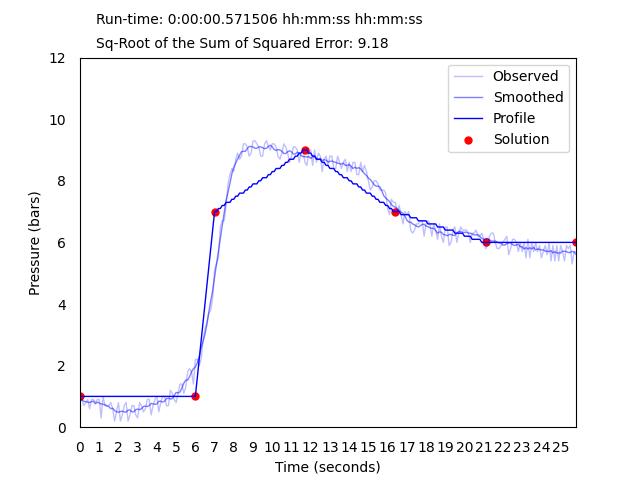 Run-time: 0:00:00.571506 hh:mm:ss hh:mm:ss
Sq-Root of the Sum of Squared Error: 9.18
12
10
8
6
4
2
0
Pressure (bars)
Observed
Smoothed
Profile
Solution
0 1 2 3 4 5 6 7 8 9 10 11 12 13 14 15 16 17 18 19 20 21 22 23 24 25
Time (seconds)